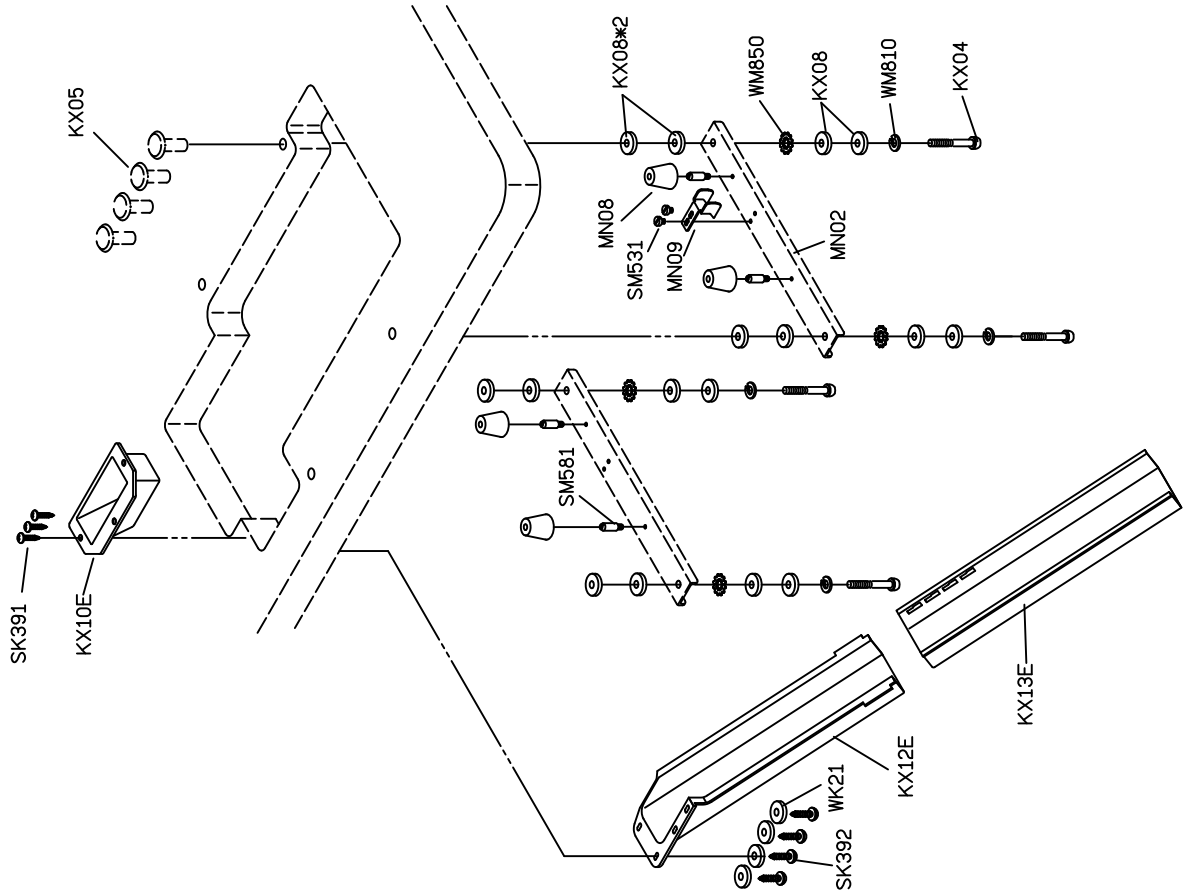 KX05
KX08*2
WM850
KX08
WM810
KX04
MN08
SM531
MN09
MN02
SM581
SK391
KX10E
KX13E
KX12E
WK21
SK392